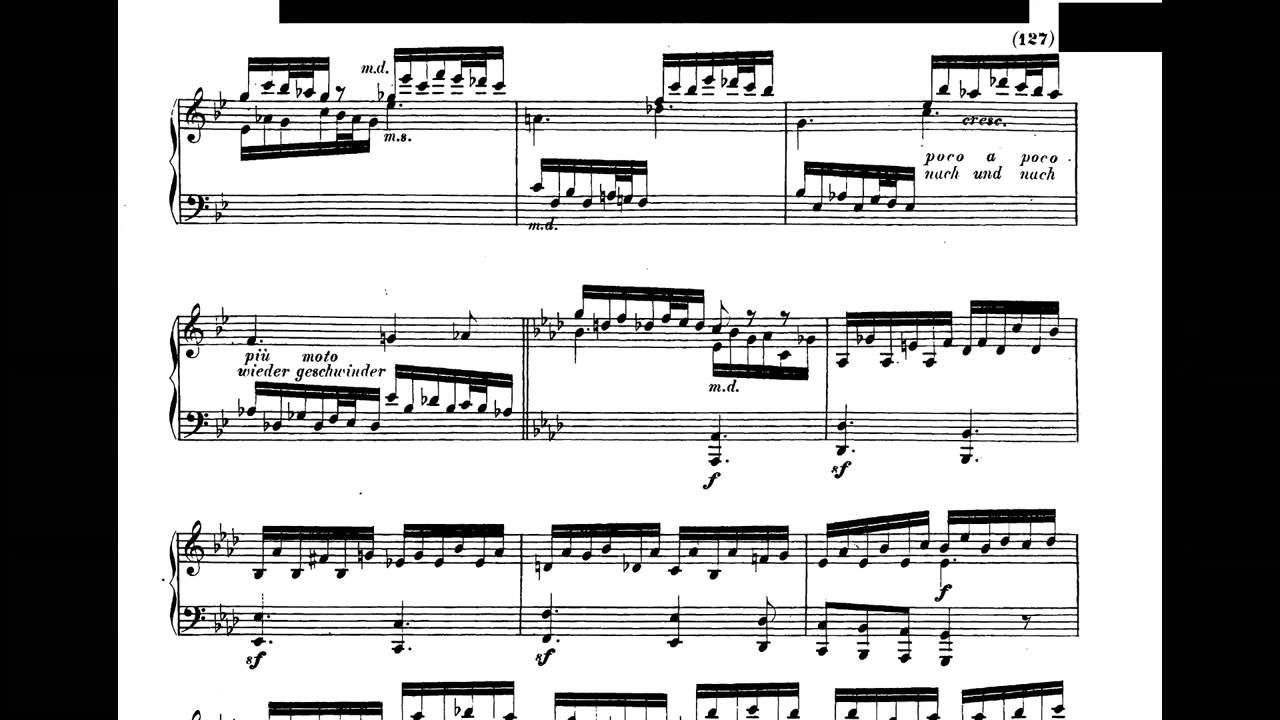 (127)
m.d.
m.s.
cresc.
poco a poco
nach und nach
m.d.
più moto
wieder geschwinder
m.d.
f
sf
f
sf
sf